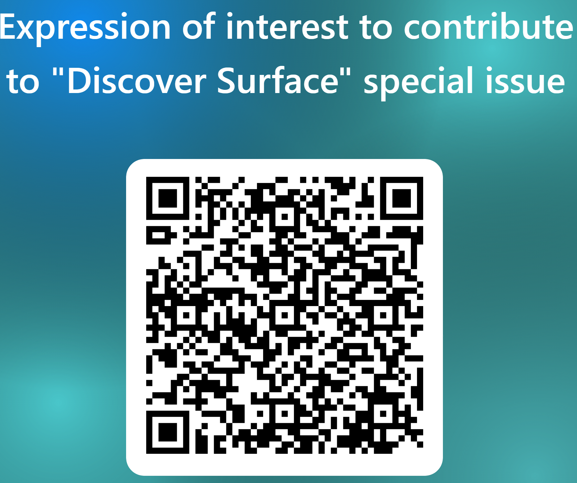 Expression of interest to contribute
to "Discover Surface" special issue